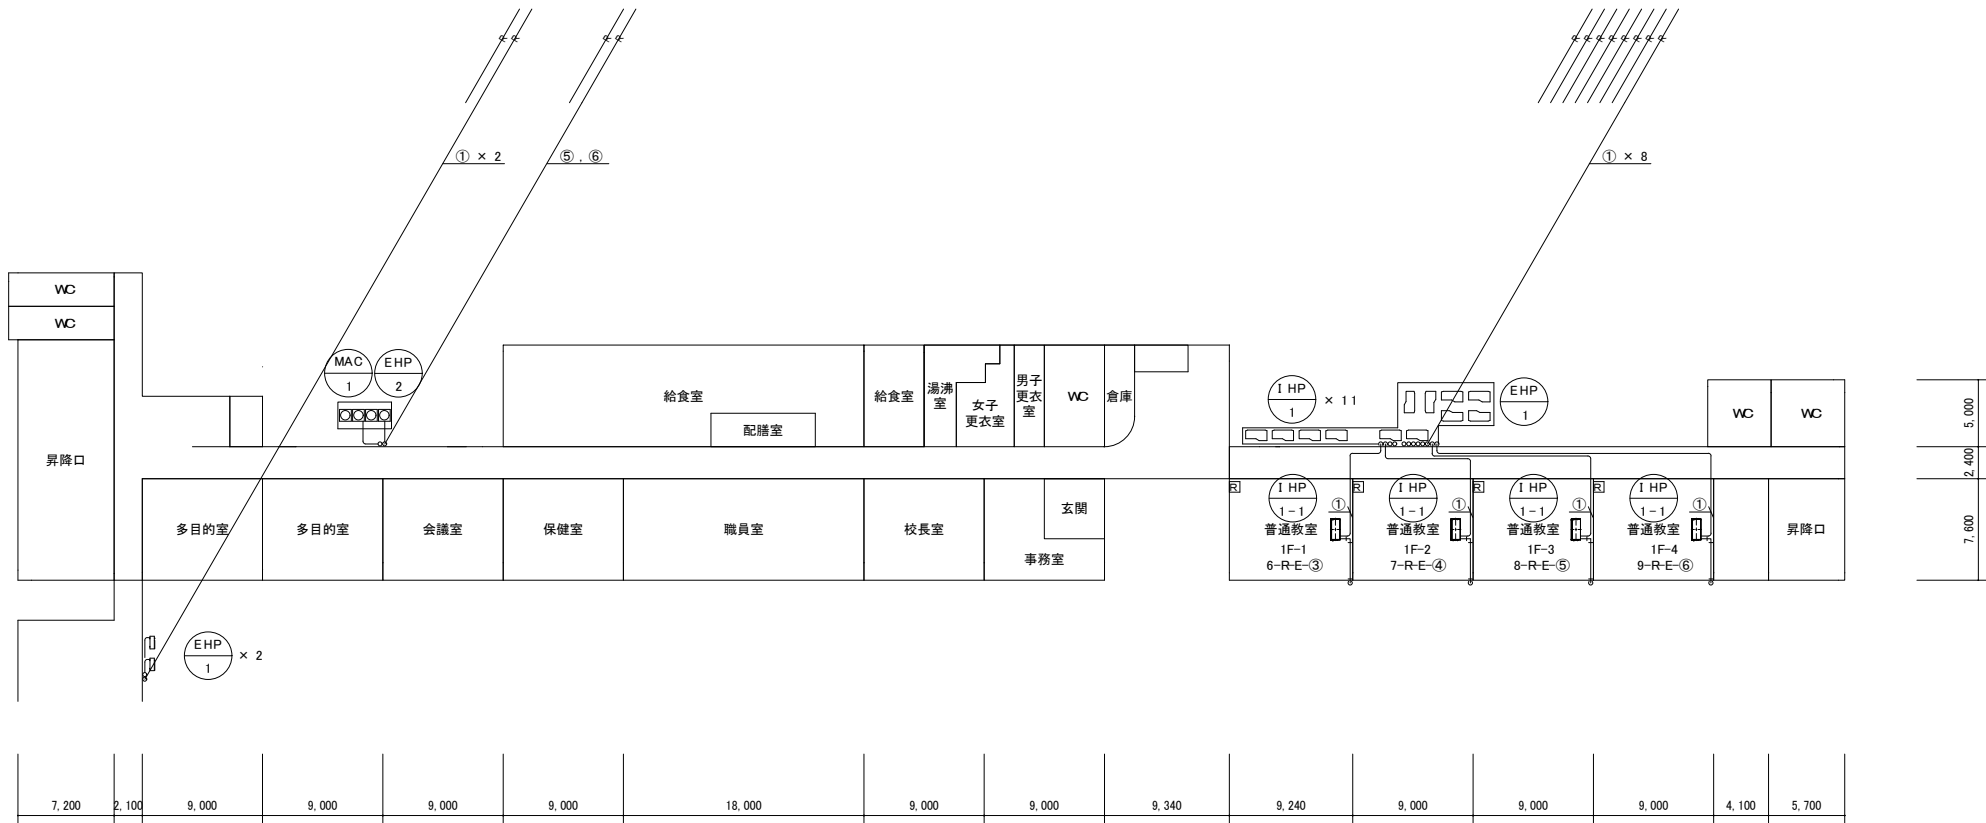 ① × 2
⑤ . ⑥
① × 8
WC
WC
昇降口
MAC
1
EHP
2
給食室
配膳室
給食室
湯沸
室
女子
更衣室
男子
更衣
室
WC
倉庫
I HP
1
× 11
EHP
1
WC
WC
5,000
2,400
7,600
多目的室
多目的室
会議室
保健室
職員室
校長室
玄関
事務室
R
I HP
1-1
①
普通教室
1F-1
6-R-E-③
R
I HP
1-1
①
普通教室
1F-2
7-R-E-④
R
I HP
1-1
①
普通教室
1F-3
8-R-E-⑤
R
I HP
1-1
①
普通教室
1F-4
9-R-E-⑥
昇降口
EHP
1
× 2
7,200
2,100
9,000
9,000
9,000
9,000
18,000
9,000
9,000
9,340
9,240
9,000
9,000
9,000
4,100
5,700